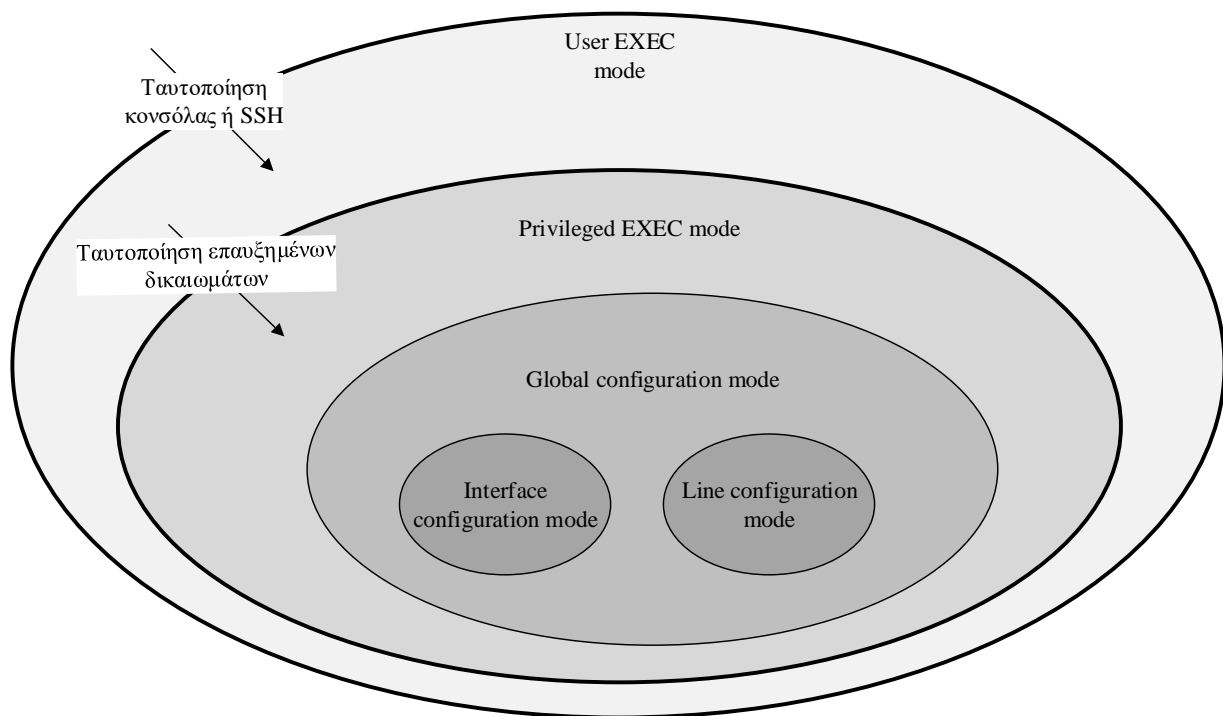 User EXEC
mode
Ταυτοποίηση
κονσόλας ή SSH
Privileged EXEC mode
Ταυτοποίηση επαυξημένων
δικαιωμάτων
Global configuration mode
Interface
configuration mode
Line configuration
mode